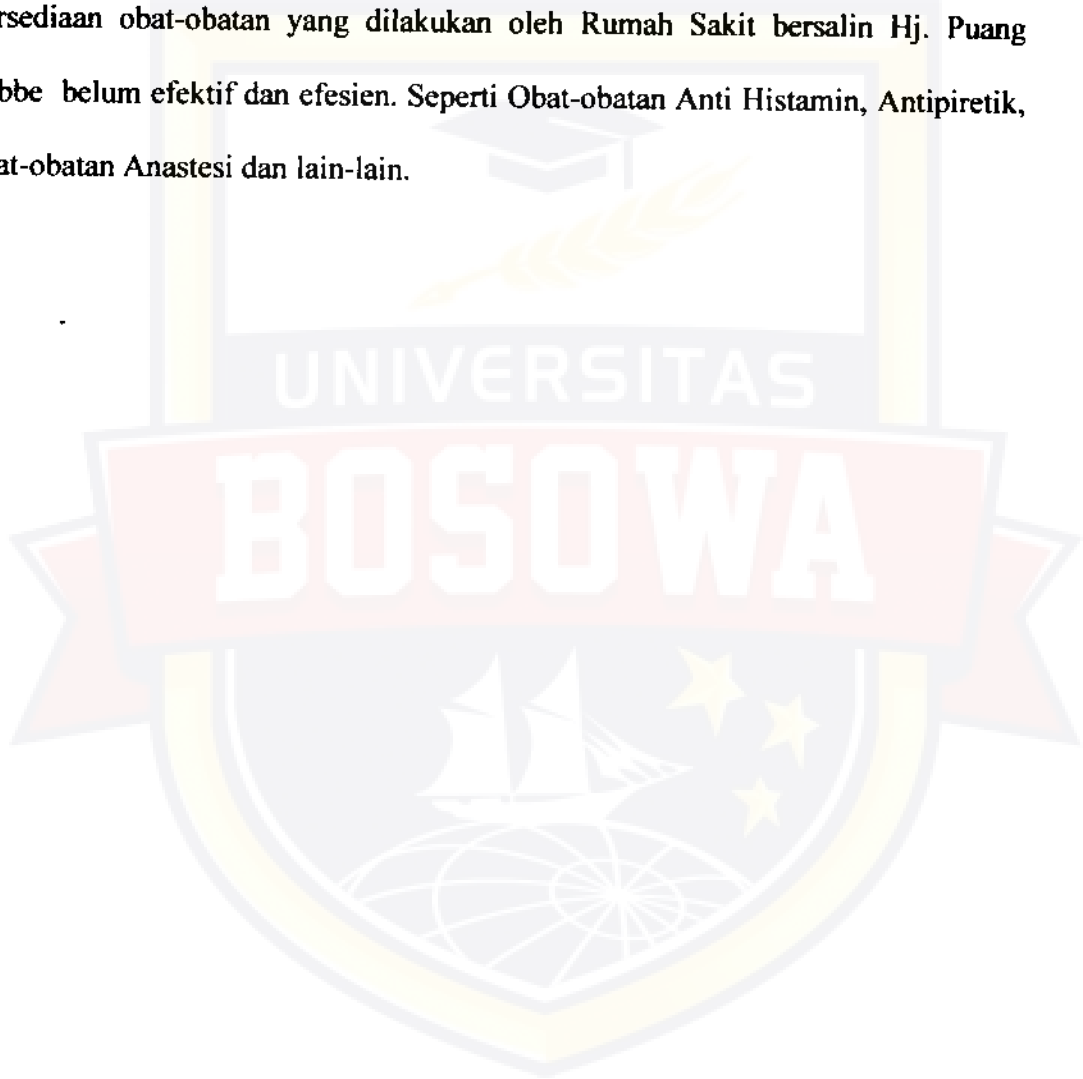 rsediaan obat-obatan yang dilakukan oleh Rumah Sakit bersalin Hj. Puang
bbe belum efektif dan efesien. Seperti Obat-obatan Anti Histamin, Antipiretik,
at-obatan Anastesi dan lain-lain.
UNIVERSITAS
BOSOWA